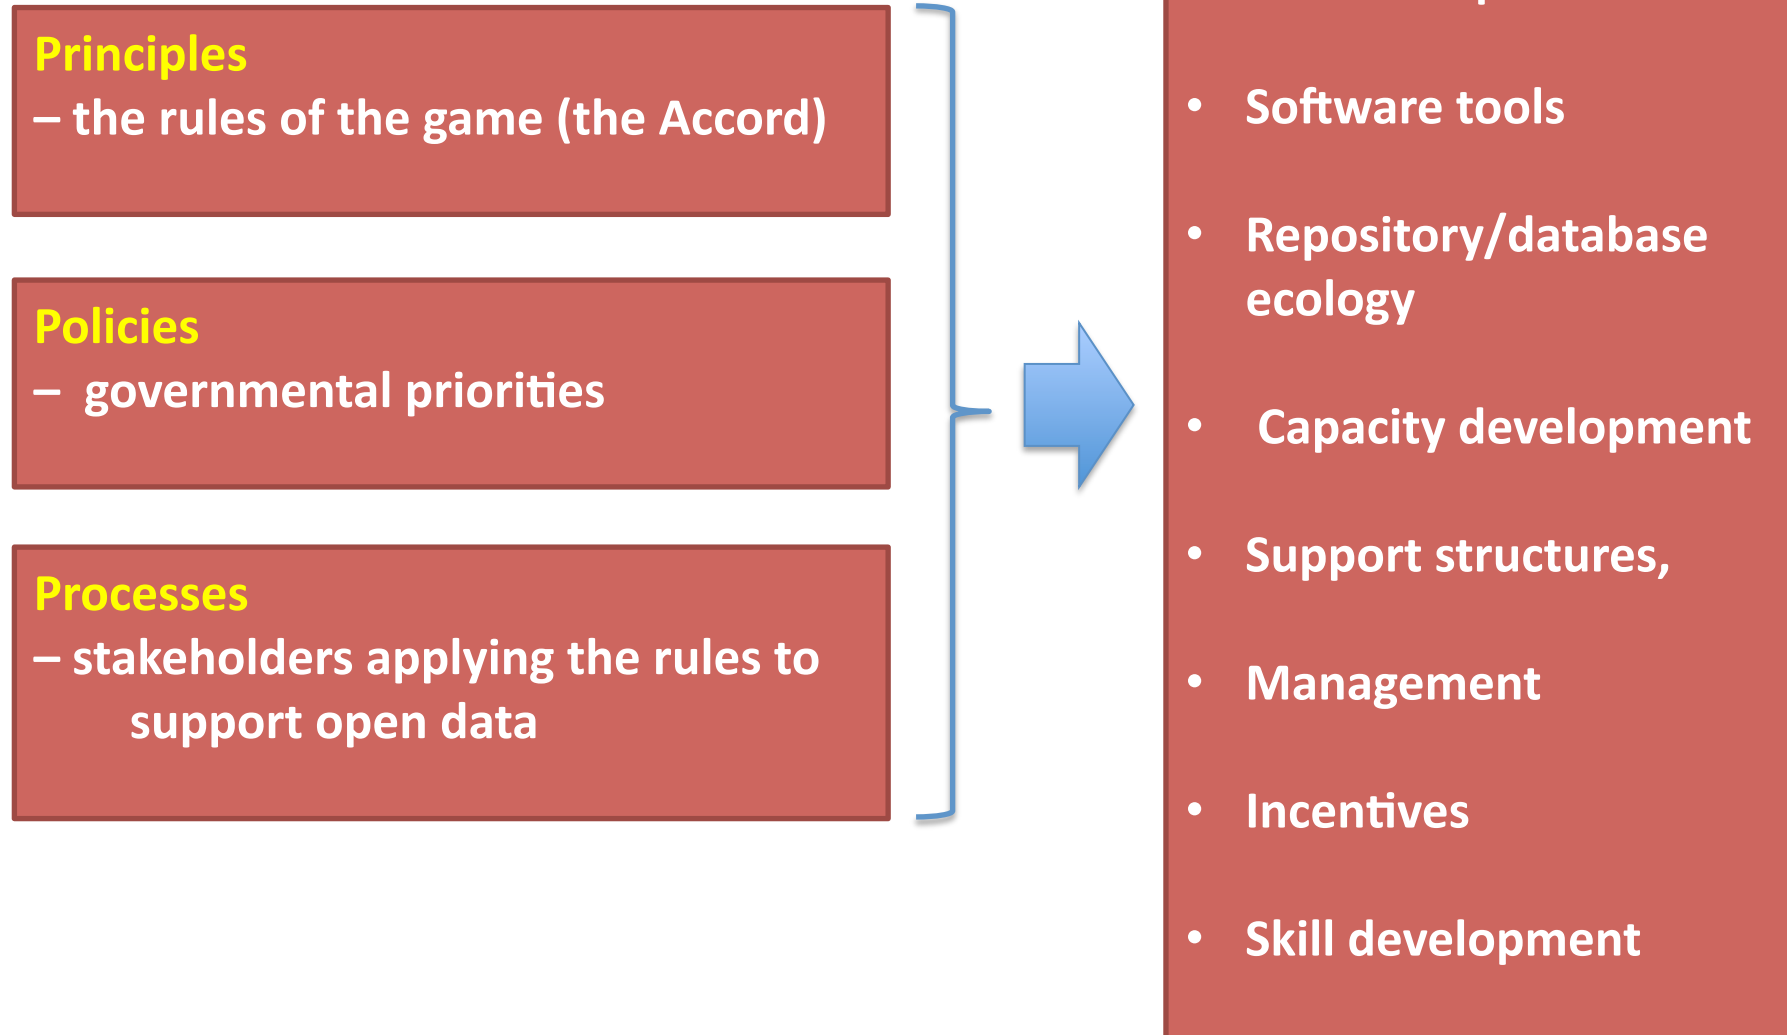 Principles
– the rules of the game (the Accord)
Policies
– governmental priorities
Processes
– stakeholders applying the rules to
support open data
• Software tools
• Repository/database
ecology
• Capacity development
• Support structures,
• Management
• Incentives
• Skill development